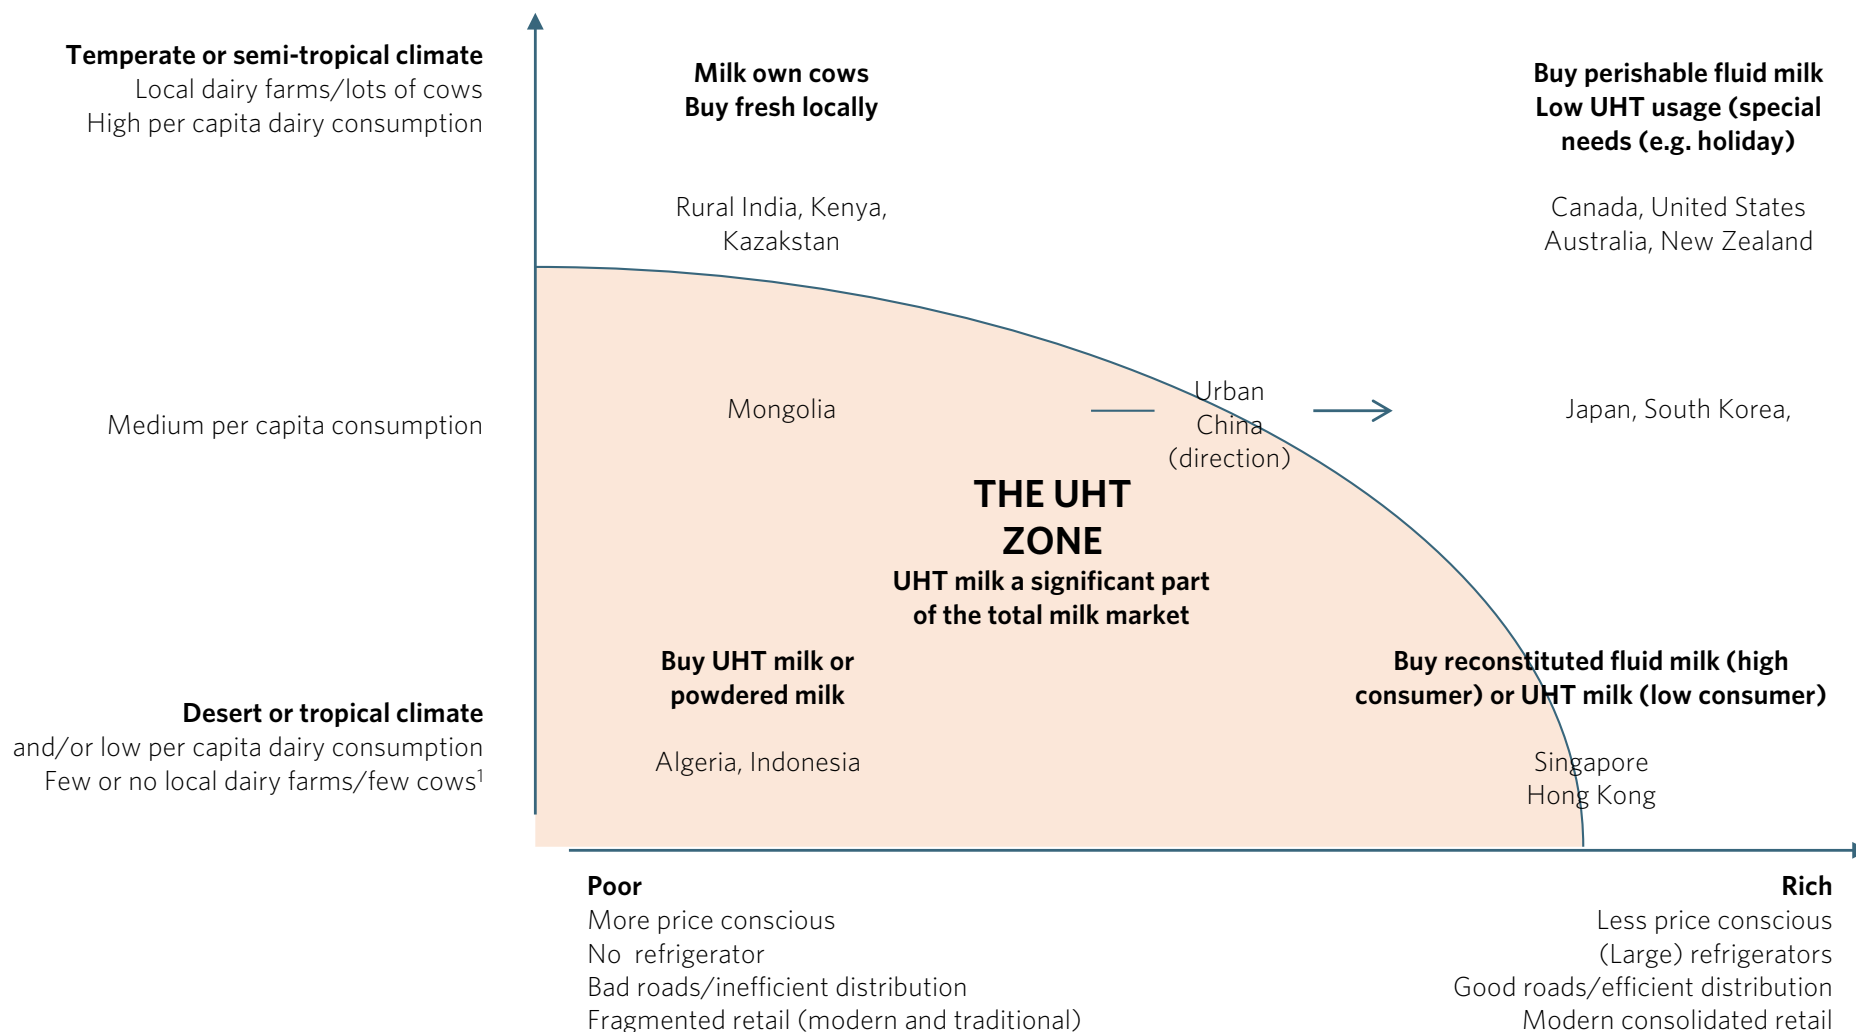 Temperate or semi-tropical climate
Local dairy farms/lots of cows
High per capita dairy consumption
Milk own cows
Buy fresh locally
Rural India, Kenya,
Kazakstan
Buy perishable fluid milk
Low UHT usage (special
needs (e.g. holiday)
Canada, United States
Australia, New Zealand
Medium per capita consumption
Mongolia
Urban
China
(direction)
Japan, South Korea,
THE UHT
ZONE
UHT milk a significant part
of the total milk market
Desert or tropical climate
and/or low per capita dairy consumption
Few or no local dairy farms/few cows1
Buy UHT milk or
powdered milk
Algeria, Indonesia
Buy reconstituted fluid milk (high
consumer) or UHT milk (low consumer)
Singapore
Hong Kong
Poor
More price conscious
No  refrigerator
Bad roads/inefficient distribution
Fragmented retail (modern and traditional)
Rich
Less price conscious
(Large) refrigerators
Good roads/efficient distribution
Modern consolidated retail